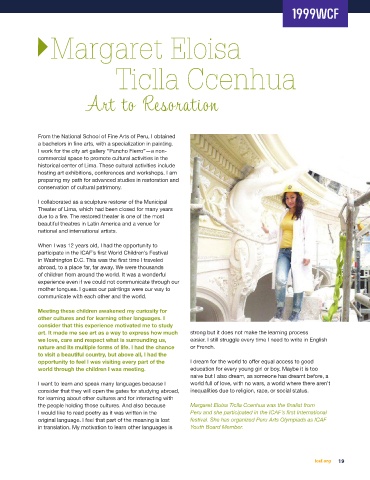 1999WCF
Margaret Eloisa
Ticlla Ccenhua
Art to Resoration
From the National School of Fine Arts of Peru, I obtained
a bachelors in fine arts, with a specialization in painting.
I work for the city art gallery "Pancho Fierro"—a non-
commercial space to promote cultural activities in the
historical center of Lima. These cultural activities include
hosting art exhibitions, conferences and workshops. I am
preparing my path for advanced studies in restoration and
conservation of cultural patrimony.
I collaborated as a sculpture restorer of the Municipal
Theater of Lima, which had been closed for many years
due to a fire. The restored theater is one of the most
beautiful theatres in Latin America and a venue for
national and international artists.
When I was 12 years old, I had the opportunity to
participate in the ICAF's first World Children's Festival
in Washington D.C. This was the first time I traveled
abroad, to a place far, far away. We were thousands
of children from around the world. It was a wonderful
experience even if we could not communicate through our
mother tongues. I guess our paintings were our way to
communicate with each other and the world.
Meeting these children awakened my curiosity for
other cultures and for learning other languages. I
consider that this experience motivated me to study
art. It made me see art as a way to express how much
we love, care and respect what is surrounding us,
nature and its multiple forms of life. I had the chance
to visit a beautiful country, but above all, I had the
opportunity to feel I was visiting every part of the
world through the children I was meeting.
I want to learn and speak many languages because I
consider that they will open the gates for studying abroad,
for learning about other cultures and for interacting with
the people holding those cultures. And also because
I would like to read poetry as it was written in the
original language. I feel that part of the meaning is lost
in translation. My motivation to learn other languages is
strong but it does not make the learning process
easier. I still struggle every time I need to write in English
or French.
I dream for the world to offer equal access to good
education for every young girl or boy. Maybe it is too
naive but I also dream, as someone has dreamt before, a
world full of love, with no wars, a world where there aren't
inequalities due to religion, race, or social status.
Margaret Eloisa Ticlla Ccenhua was the finalist from
Peru and she participated in the ICAF's first international
festival. She has organized Peru Arts Olympiads as ICAF
Youth Board Member.
icaf.org 19